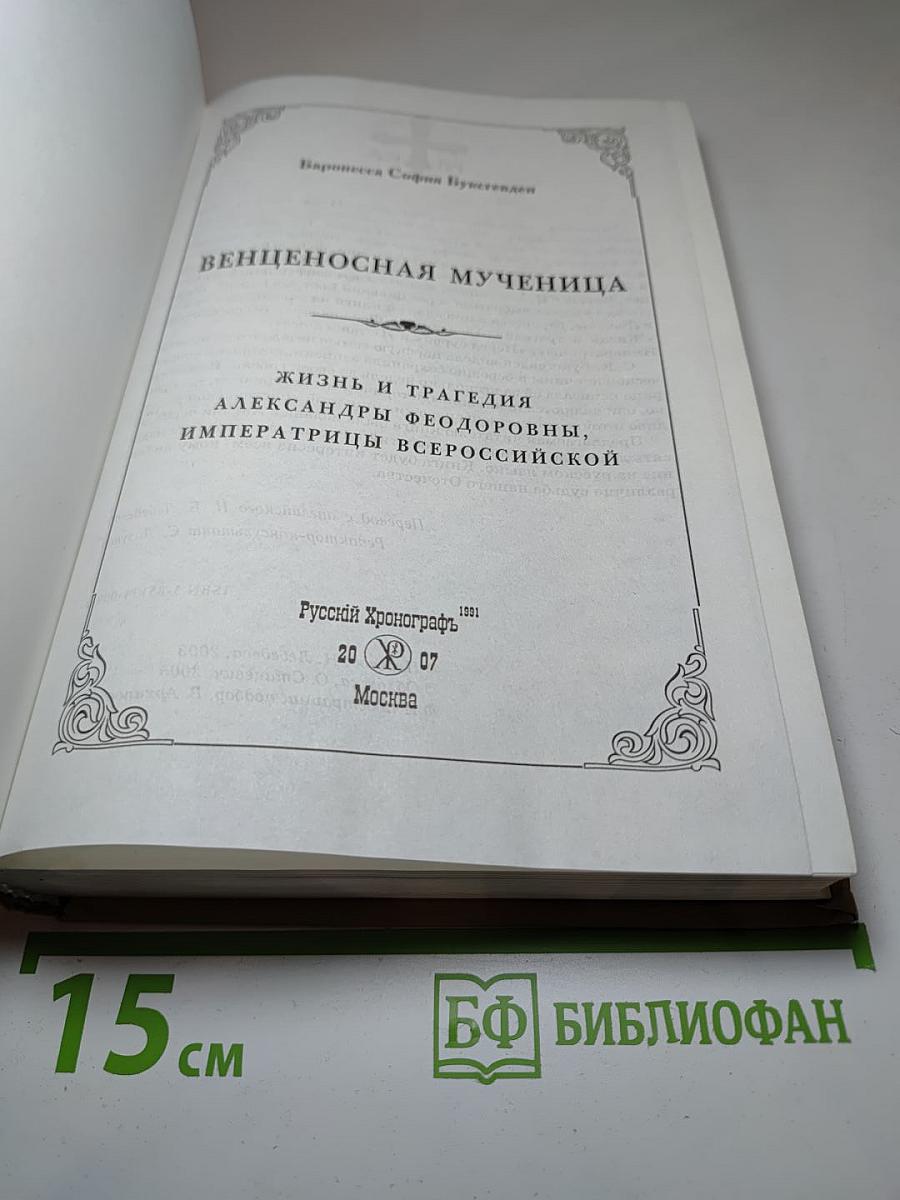 Баронесса София Буксгевден
ВЕНЦЕНОСНАЯ МУЧЕНИЦА
ЖИЗНЬ И ТРАГЕДИЯ
АЛЕКСАНДРЫ ФЕОДОРОВНЫ,
ИМПЕРАТРИЦЫ ВСЕРОССИЙСКОЙ
Русскій Хронографъ 1991
20 07
Москва
15 см
БФ БИБЛИОФАН